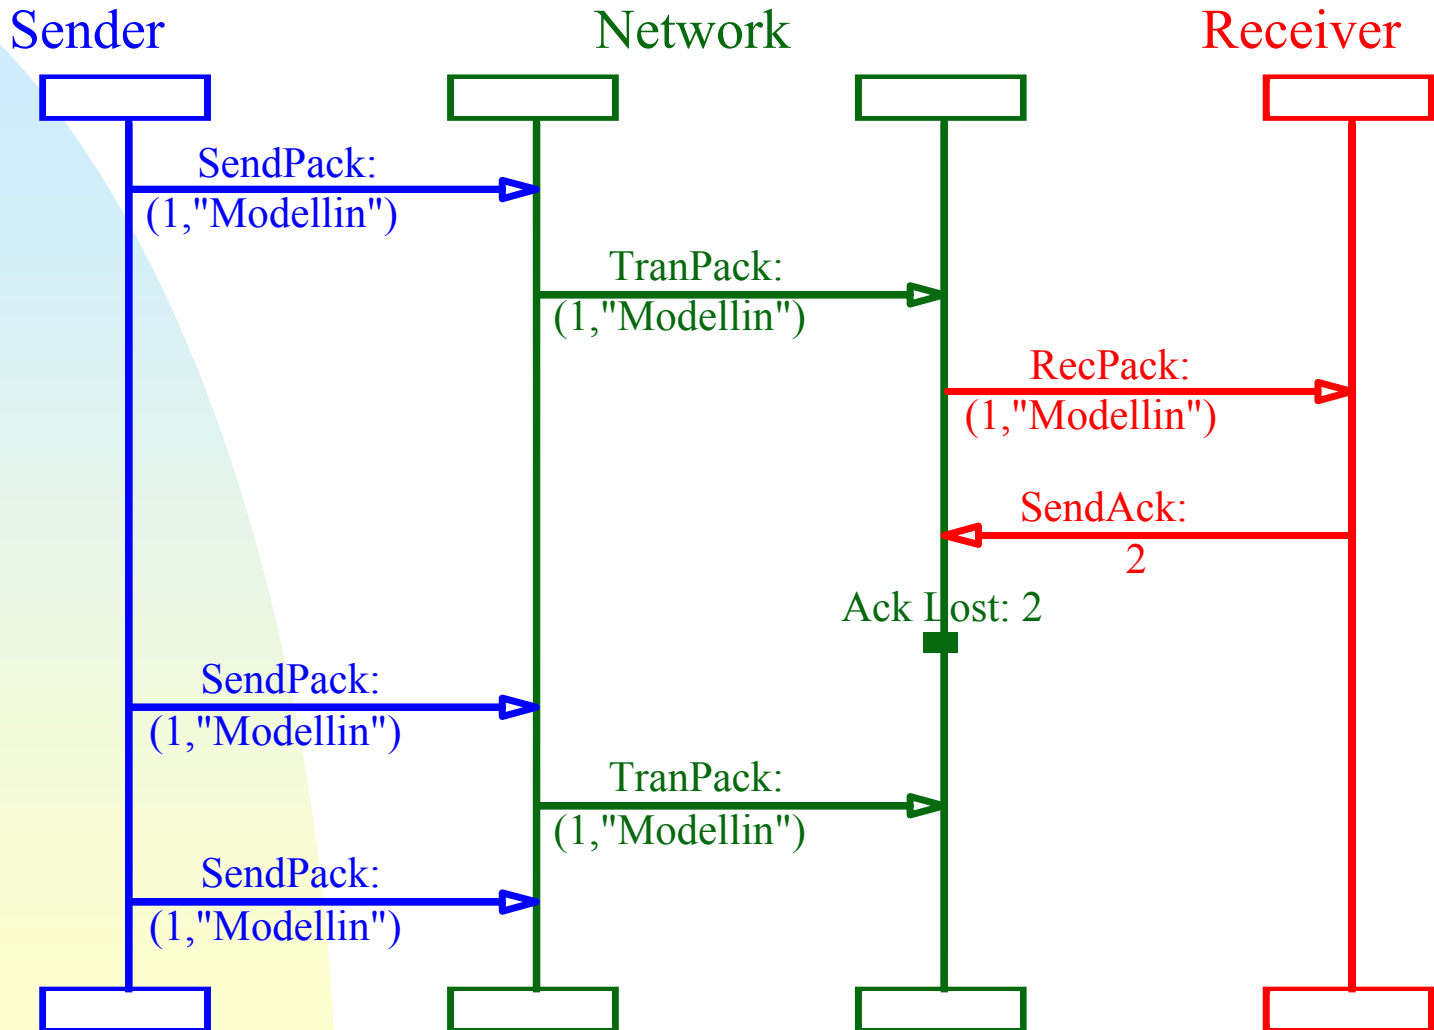 Sender
Network
Receiver
SendPack:
(1,"Modellin")
TranPack:
(1,"Modellin")
RecPack:
(1,"Modellin")
SendAck:
2
Ack Lost: 2
SendPack:
(1,"Modellin")
TranPack:
(1,"Modellin")
SendPack:
(1,"Modellin")